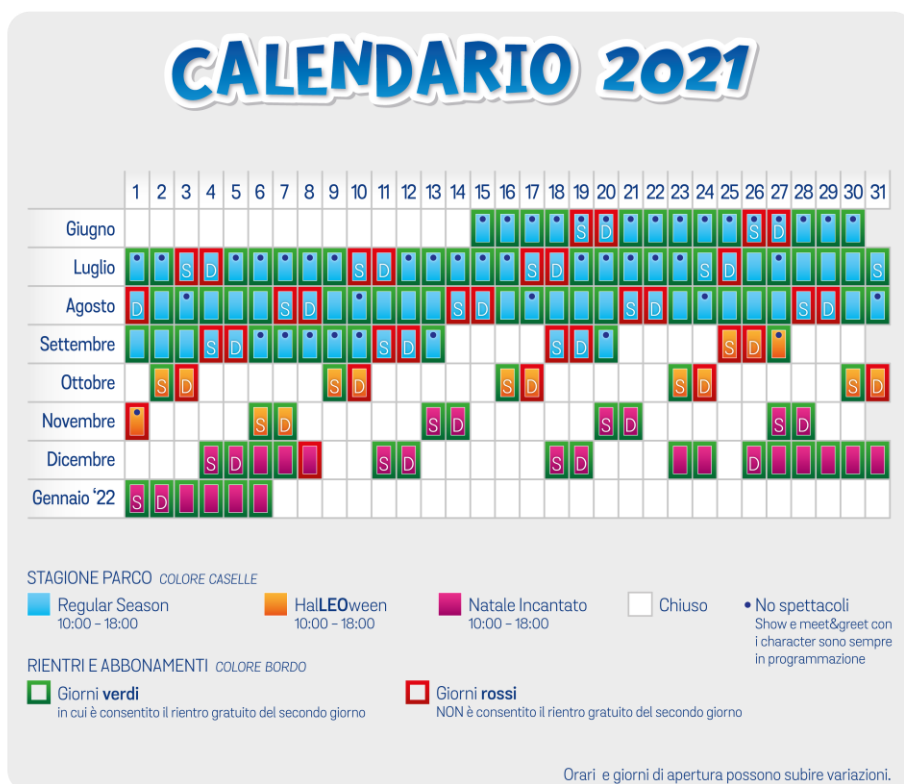 CALENDARIO 2021
1 2 3 4 5 6 7 8 9 10 11 12 13 14 15 16 17 18 19 20 21 22 23 24 25 26 27 28 29 30 31
Giugno S D S D
Luglio S D S D S D S D S
Agosto D S D S D S D S D
Settembre S D S D S D S D
Ottobre S D S D S D S D S D
Novembre S D S D S D S D
Dicembre S D S D S D D
Gennaio '22 S D
STAGIONE PARCO COLORE CASELLE
Regular Season HalLEOween Natale Incantato Chiuso • No spettacoli
10:00 – 18:00 10:00 – 18:00 10:00 – 18:00 Show e meet&greet con
i character sono sempre
in programmazione
RIENTRI E ABBONAMENTI COLORE BORDO
Giorni verdi Giorni rossi
in cui è consentito il rientro gratuito del secondo giorno NON è consentito il rientro gratuito del secondo giorno
Orari e giorni di apertura possono subire variazioni.